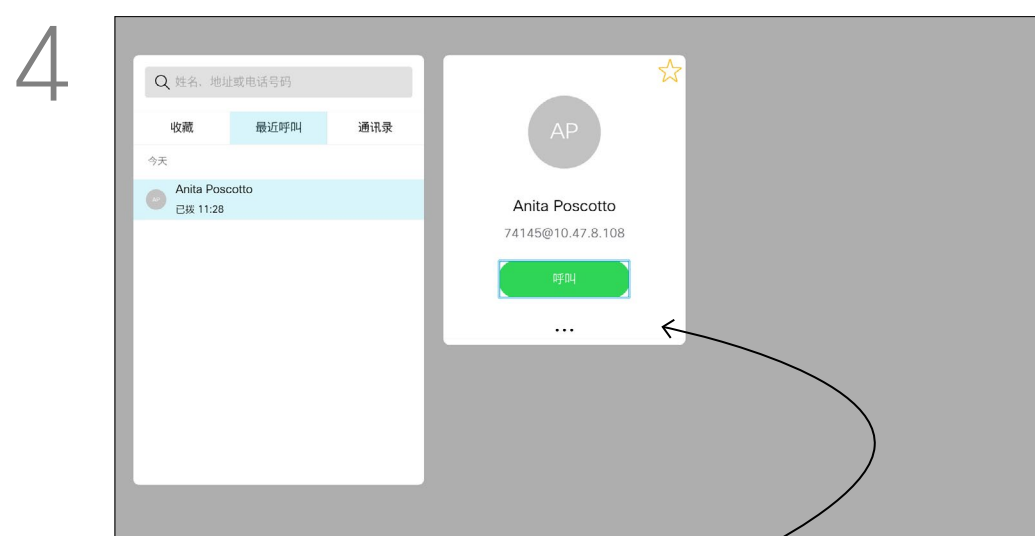 4
姓名、地址或电话号码
收藏 最近呼叫 通讯录
今天
AP Anita Poscotto
已拨 11:28
AP
Anita Poscotto
74145@10.47.8.108
呼叫
...